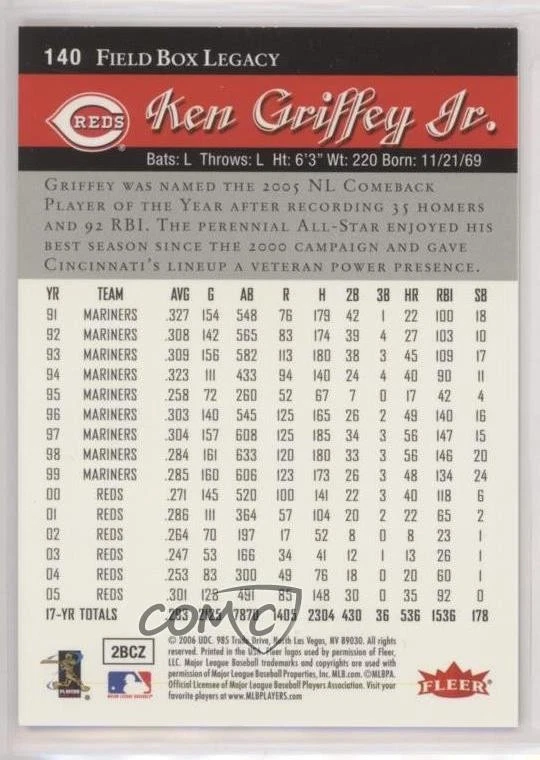 140 FIELD BOX LEGACY
REDS
Ken Griffey Jr.
Bats: L Throws: L Ht: 6'3" Wt: 220 Born: 11/21/69
GRIFFEY WAS NAMED THE 2005 NL COMEBACK
PLAYER OF THE YEAR AFTER RECORDING 35 HOMERS
AND 92 RBI. THE PERENNIAL ALL-STAR ENJOYED HIS
BEST SEASON SINCE THE 2000 CAMPAIGN AND GAVE
CINCINNATI'S LINEUP A VETERAN POWER PRESENCE.
YR TEAM AVG G AB R H 2B 3B HR RBI SB
91 MARINERS .327 154 548 76 179 42 1 22 100 18
92 MARINERS .308 142 565 83 174 39 4 27 103 10
93 MARINERS .309 156 582 113 180 38 3 45 109 17
94 MARINERS .323 111 433 94 140 24 4 40 90 11
95 MARINERS .258 72 260 52 67 7 0 17 42 4
96 MARINERS .303 140 545 125 165 26 2 49 140 16
97 MARINERS .304 157 608 125 185 34 3 56 147 15
98 MARINERS .284 161 633 120 180 33 3 56 146 20
99 MARINERS .285 160 606 123 173 26 3 48 134 24
00 REDS .271 145 520 100 141 22 3 40 118 6
01 REDS .286 111 364 57 104 20 2 22 65 2
02 REDS .264 70 197 17 52 8 0 8 23 1
03 REDS .247 53 166 34 41 12 1 13 26 1
04 REDS .253 83 300 49 76 18 0 20 60 1
05 REDS .301 128 491 85 148 30 0 35 92 0
17-YR TOTALS .293 2125 7870 1405 2304 430 36 536 1536 178
COMC
2BCZ
© 2006 UDC. 985 Trade Drive, North Las Vegas, NV 89030. All rights
reserved. Printed in the USA. Fleer logos used by permission of Fleer,
LLC. Major League Baseball trademarks and copyrights are used with
permission of Major League Baseball Properties, Inc. MLB.com. ©MLBPA.
Official Licensee of Major League Baseball Players Association. Visit your
favorite players at www.MLBPLAYERS.com
PLAYERS
MAJOR LEAGUE BASEBALL
FLEER